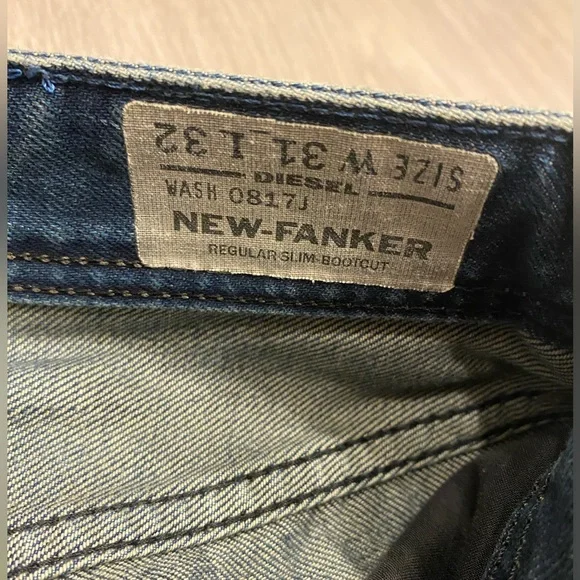 SIZE W 31 L 32
DIESEL
WASH 0817J
NEW-FANKER
REGULAR SLIM-BOOTCUT